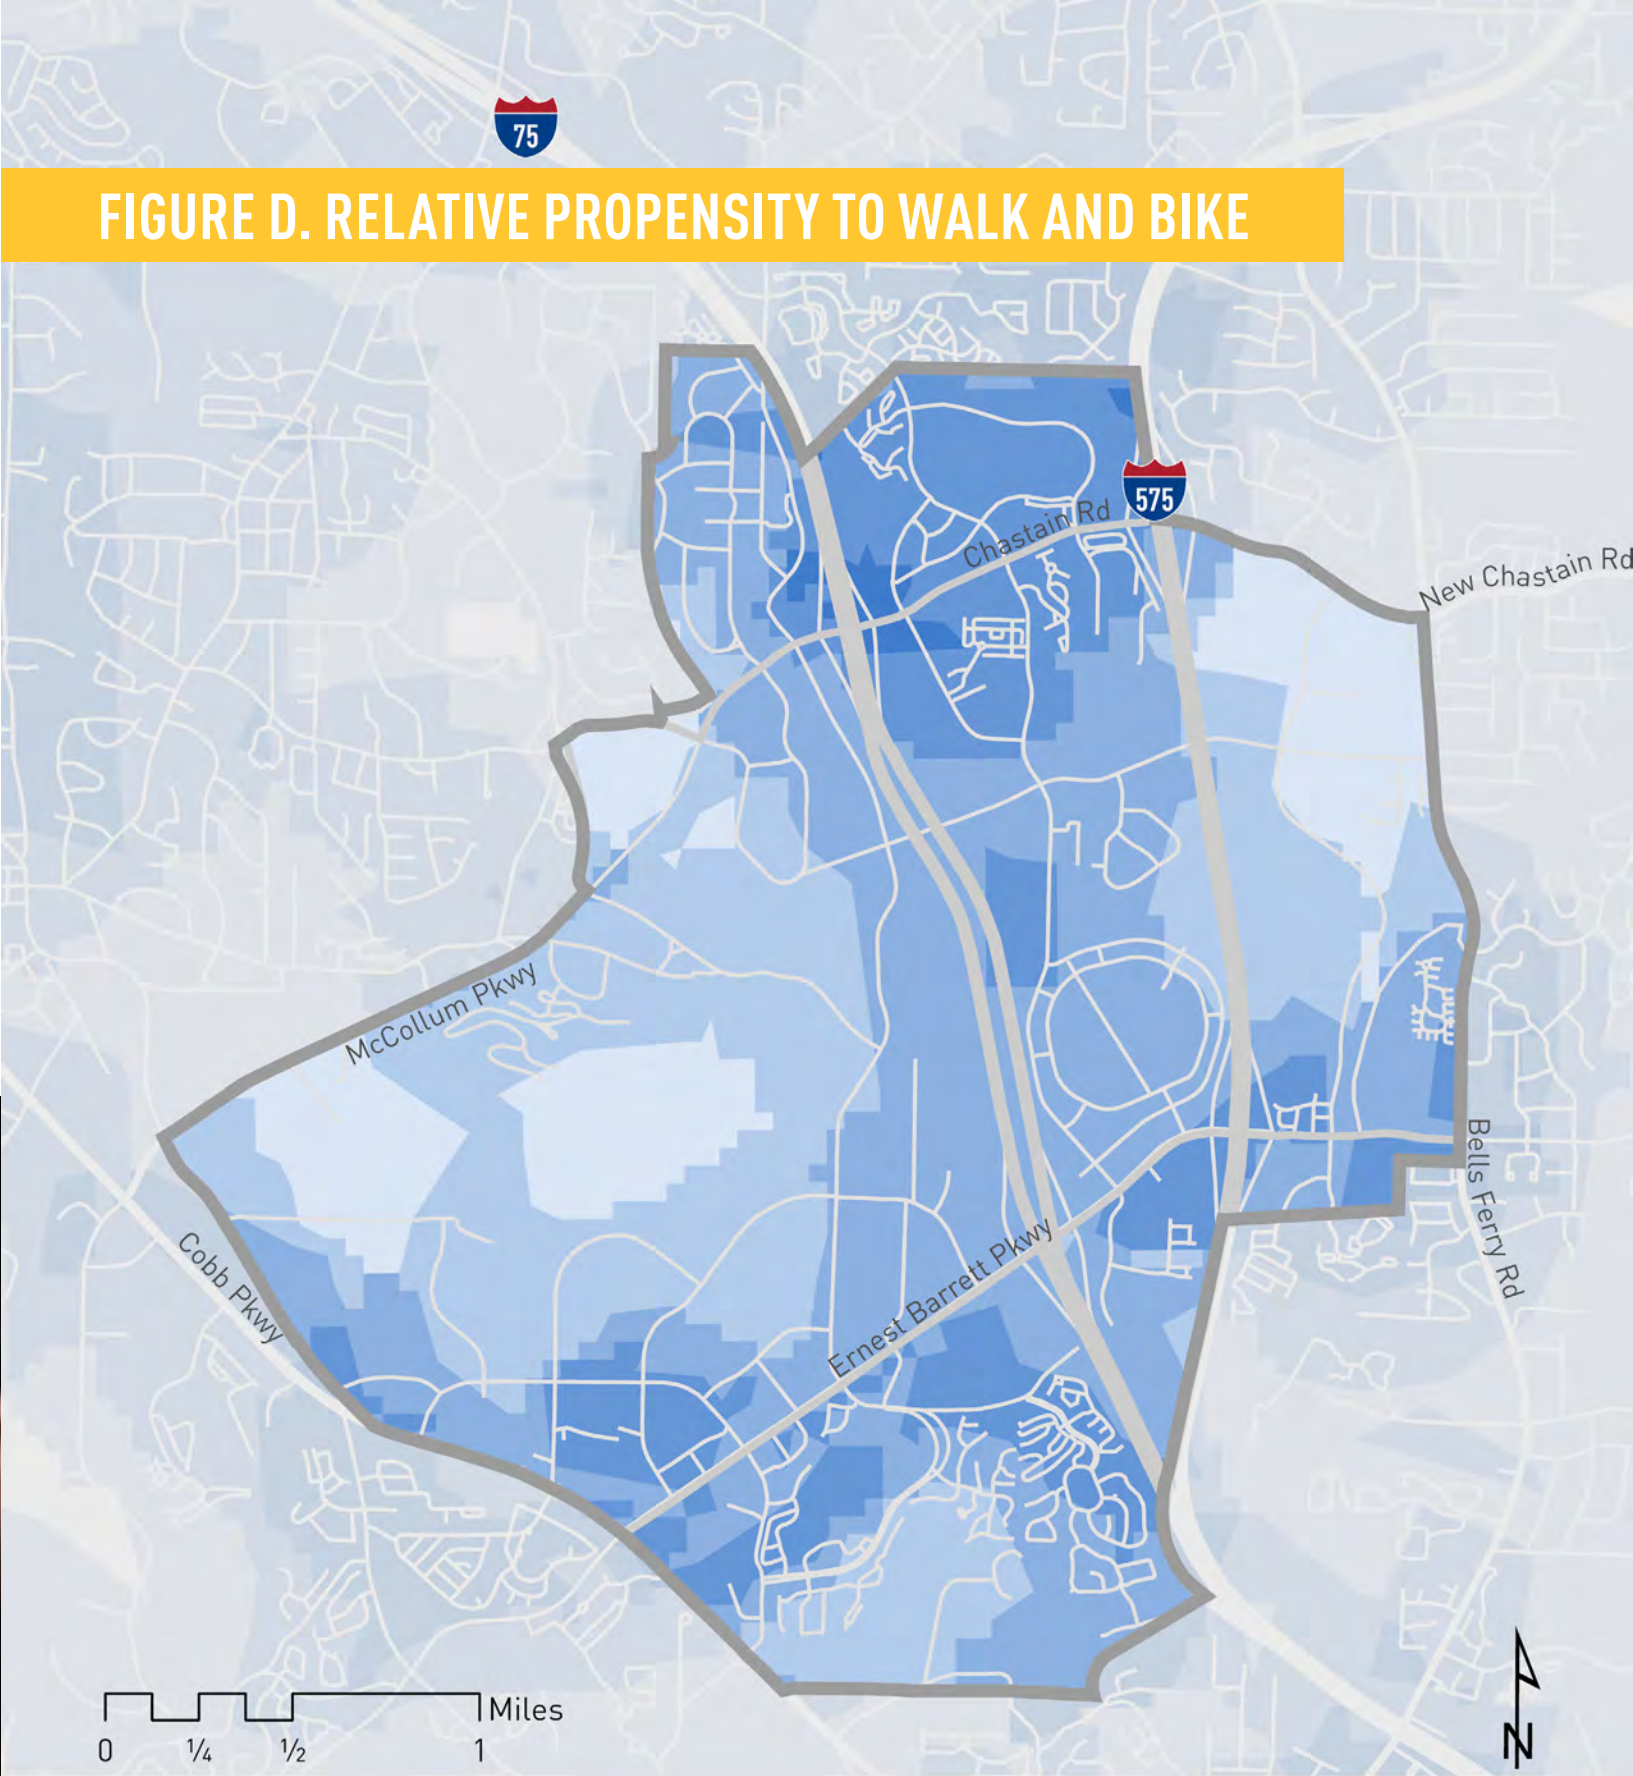 75
FIGURE D. RELATIVE PROPENSITY TO WALK AND BIKE
575
Chastain Rd
New Chastain Rd
McCollum Pkwy
Bells Ferry Rd
Cobb Pkwy
Ernest Barrett Pkwy
Miles
0 1/4 1/2 1
N